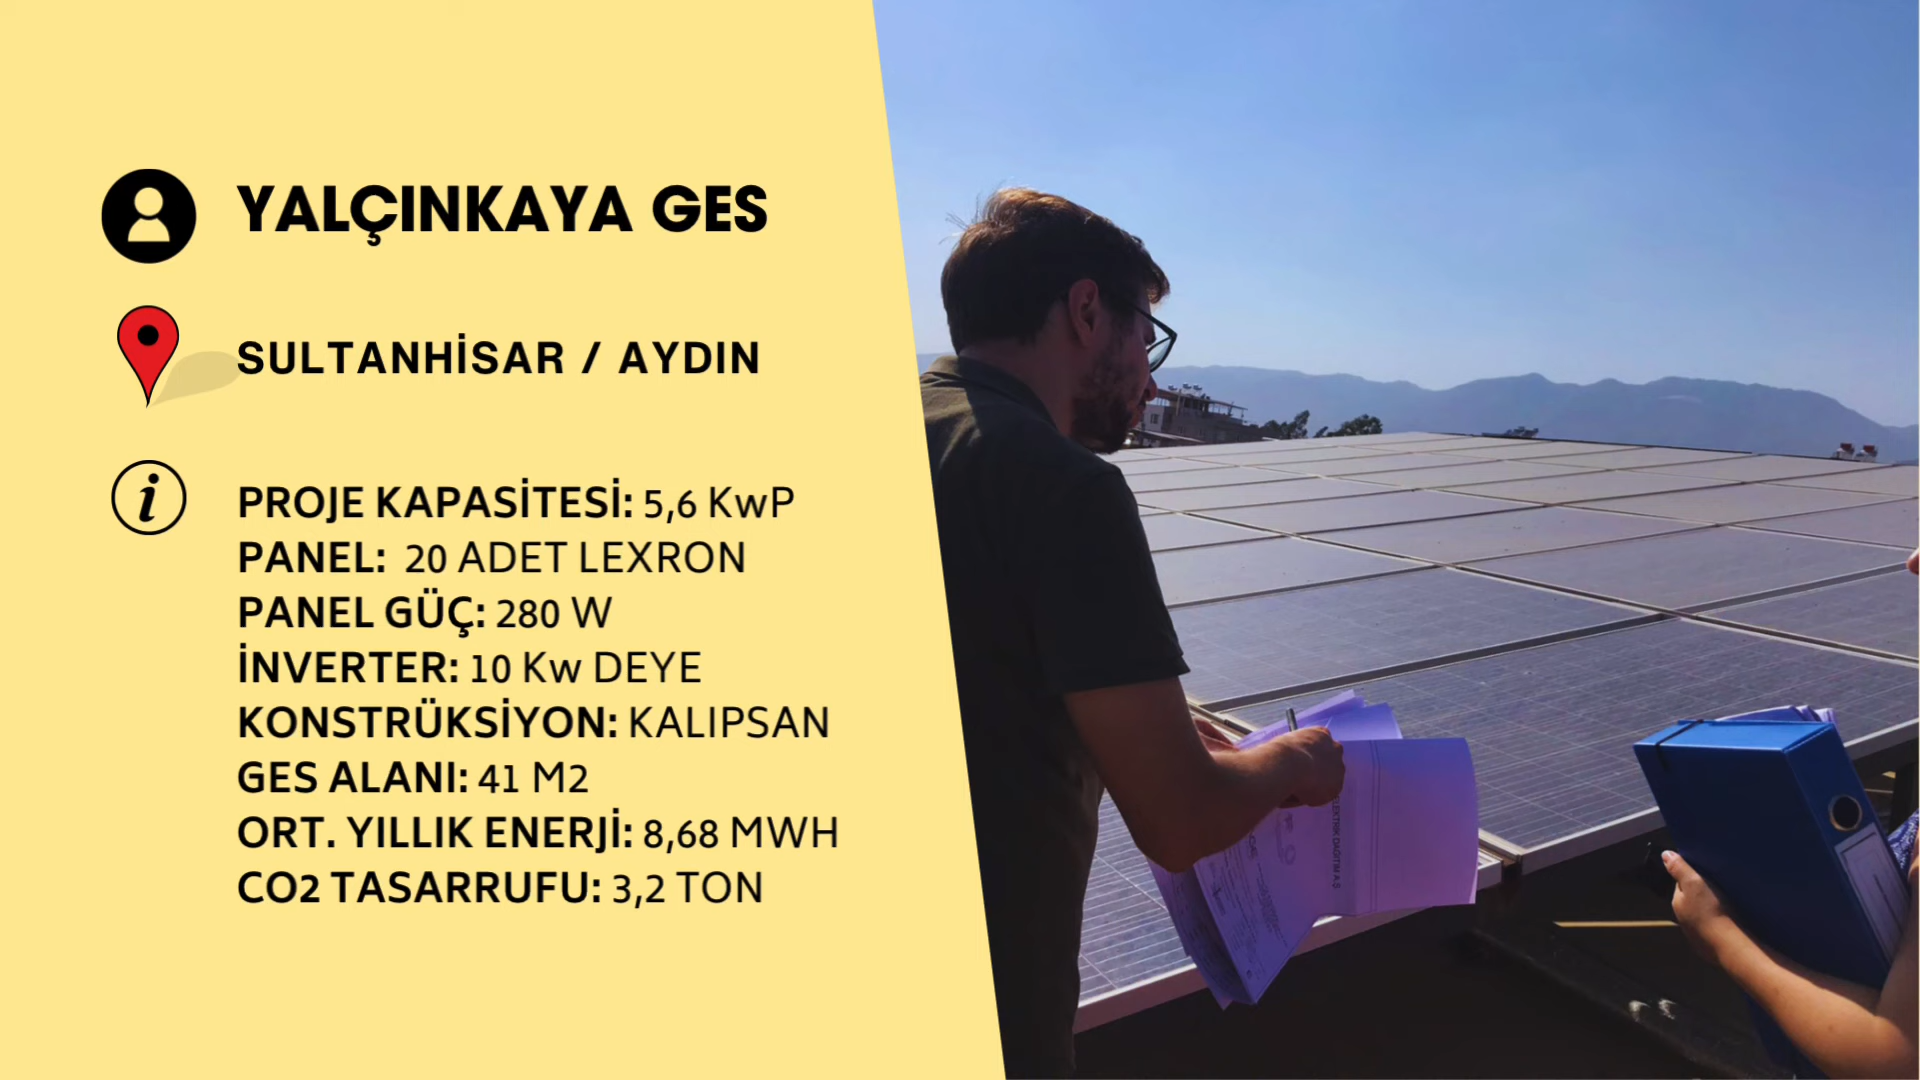 YALÇINKAYA GES
SULTANHİSAR / AYDIN
PROJE KAPASİTESİ: 5,6 KwP
PANEL: 20 ADET LEXRON
PANEL GÜÇ: 280 W
İNVERTER: 10 Kw DEYE
KONSTRÜKSİYON: KALIPSAN
GES ALANI: 41 M2
ORT. YILLIK ENERJİ: 8,68 MWH
CO2 TASARRUFU: 3,2 TON
DAĞITIM A.Ş.